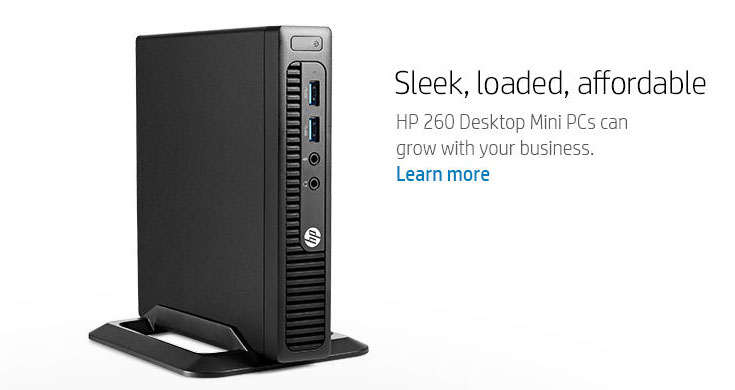 Sleek, loaded, affordable
HP 260 Desktop Mini PCs can
grow with your business.
Learn more
hp